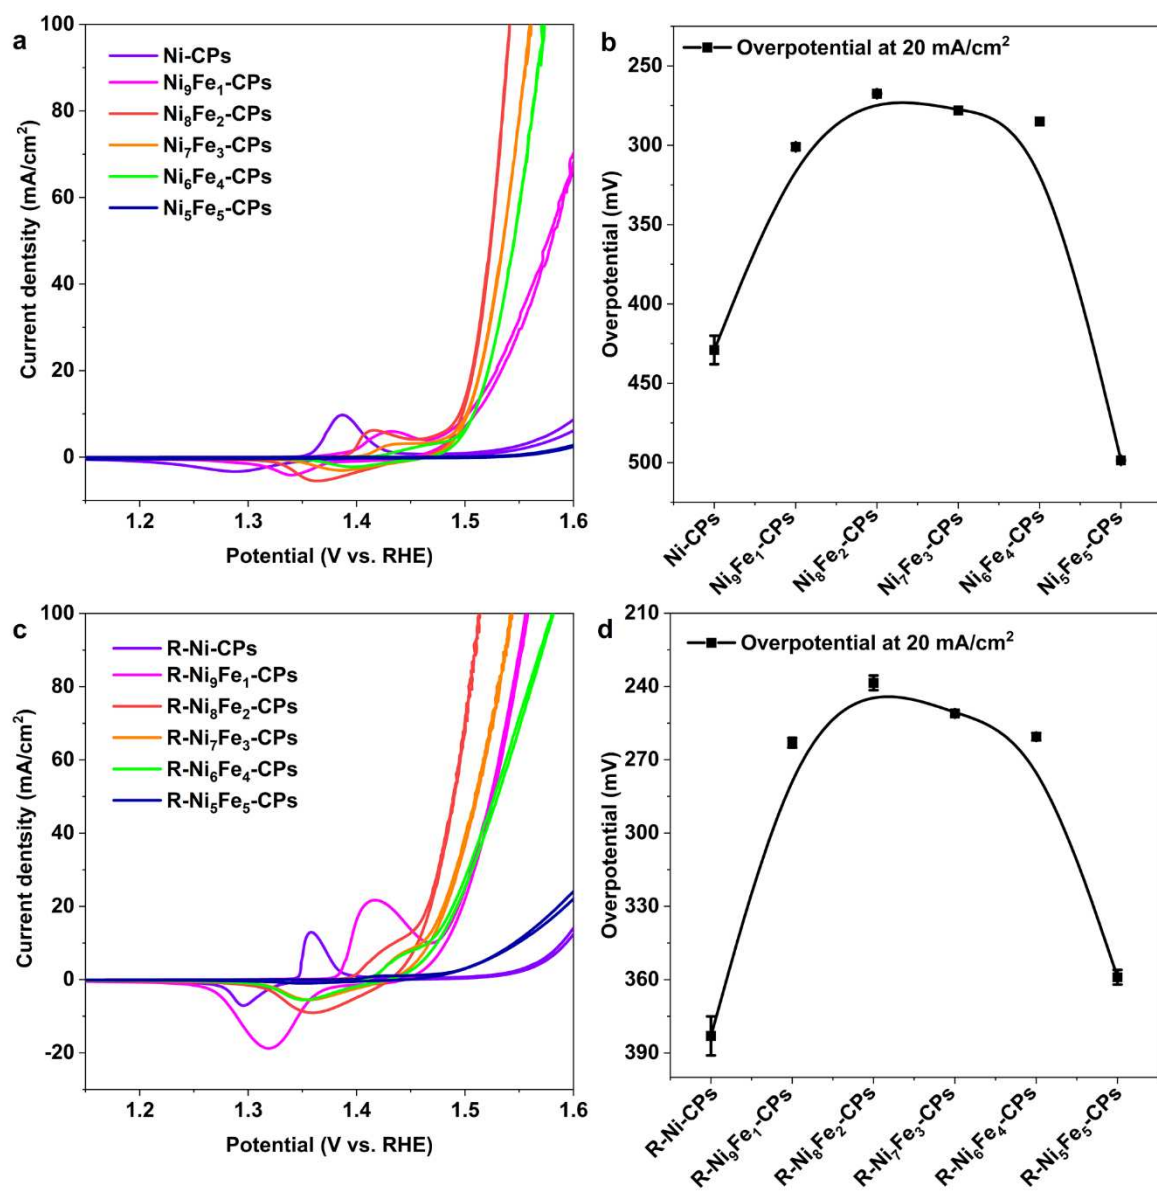 a
Ni-CPs
Ni₉Fe₁-CPs
Ni₈Fe₂-CPs
Ni₇Fe₃-CPs
Ni₆Fe₄-CPs
Ni₅Fe₅-CPs
100
80
60
40
20
0
Current dentsity (mA/cm²)
1.2
1.3
1.4
1.5
1.6
Potential (V vs. RHE)
b
Overpotential at 20 mA/cm²
250
300
350
400
450
500
Overpotential (mV)
Ni-CPs
Ni₉Fe₁-CPs
Ni₈Fe₂-CPs
Ni₇Fe₃-CPs
Ni₆Fe₄-CPs
Ni₅Fe₅-CPs
c
R-Ni-CPs
R-Ni₉Fe₁-CPs
R-Ni₈Fe₂-CPs
R-Ni₇Fe₃-CPs
R-Ni₆Fe₄-CPs
R-Ni₅Fe₅-CPs
100
80
60
40
20
0
-20
Current dentsity (mA/cm²)
1.2
1.3
1.4
1.5
1.6
Potential (V vs. RHE)
d
Overpotential at 20 mA/cm²
210
240
270
300
330
360
390
Overpotential (mV)
R-Ni-CPs
R-Ni₉Fe₁-CPs
R-Ni₈Fe₂-CPs
R-Ni₇Fe₃-CPs
R-Ni₆Fe₄-CPs
R-Ni₅Fe₅-CPs